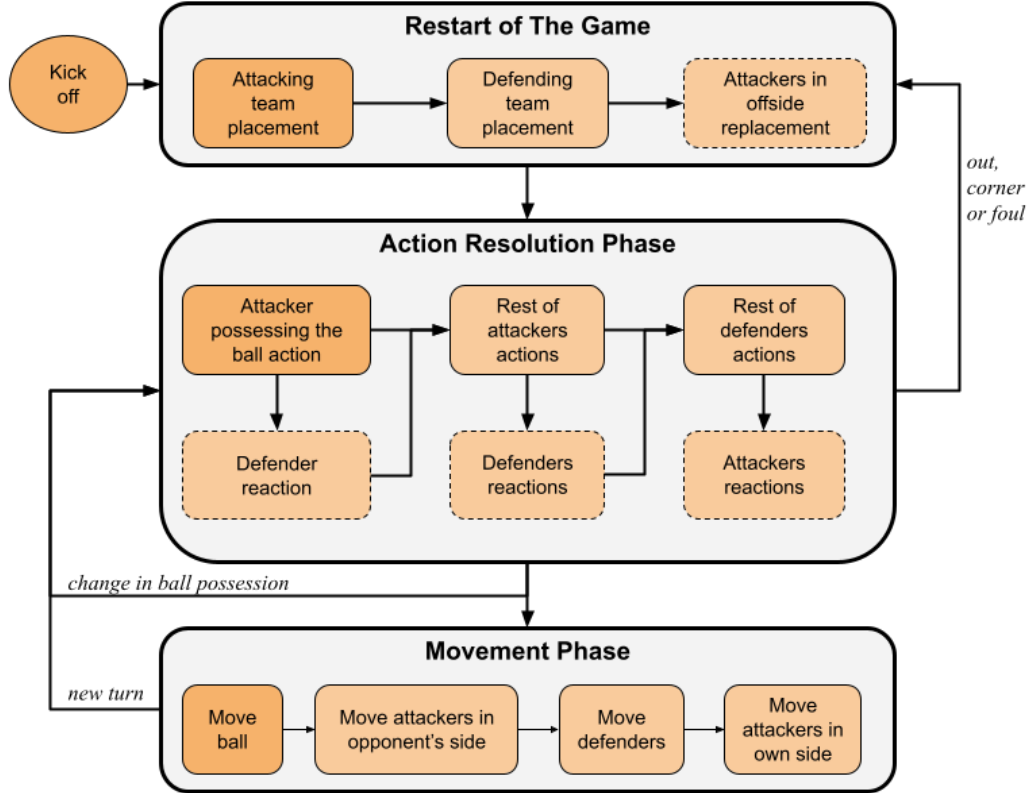 Restart of The Game
Kick
off
Attacking
team
placement
Defending
team
placement
Attackers in
offside
replacement
out,
corner
or foul
Action Resolution Phase
Attacker
possessing the
ball action
Rest of
attackers
actions
Rest of
defenders
actions
Defender
reaction
Defenders
reactions
Attackers
reactions
change in ball possession
Movement Phase
new turn
Move
ball
Move attackers in
opponent's side
Move
defenders
Move
attackers in
own side